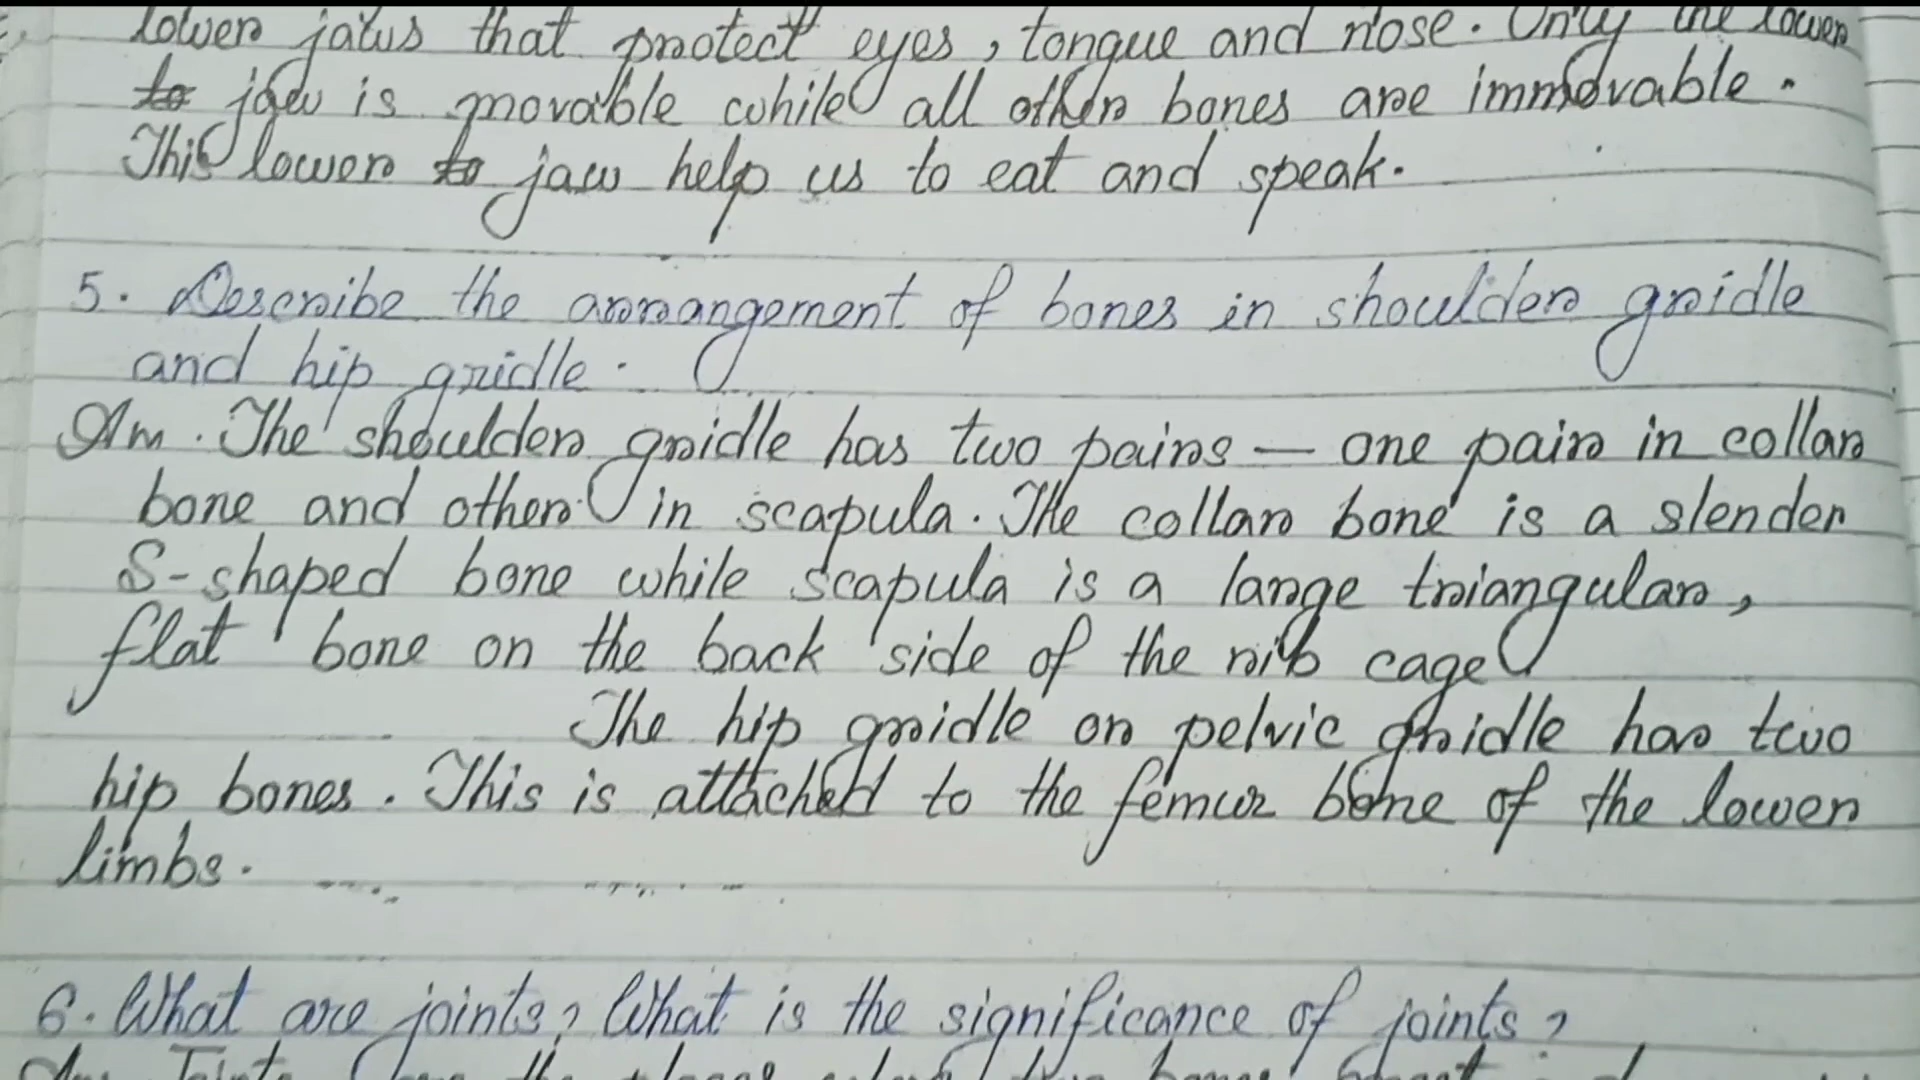 lower jaws that protect eyes, tongue and nose. Only the lower
to jaw is movable while all other bones are immovable.
This lower to jaw help us to eat and speak.
5. Describe the arrangement of bones in shoulder gridle
and hip gridle.
Ans. The shoulder gridle has two pairs — one pair in collar
bone and other in scapula. The collar bone is a slender
S-shaped bone while scapula is a large triangular,
flat bone on the back side of the rib cage
The hip gridle or pelvic gridle has two
hip bones. This is attached to the femur bone of the lower
limbs.
6. What are joints? What is the significance of joints?